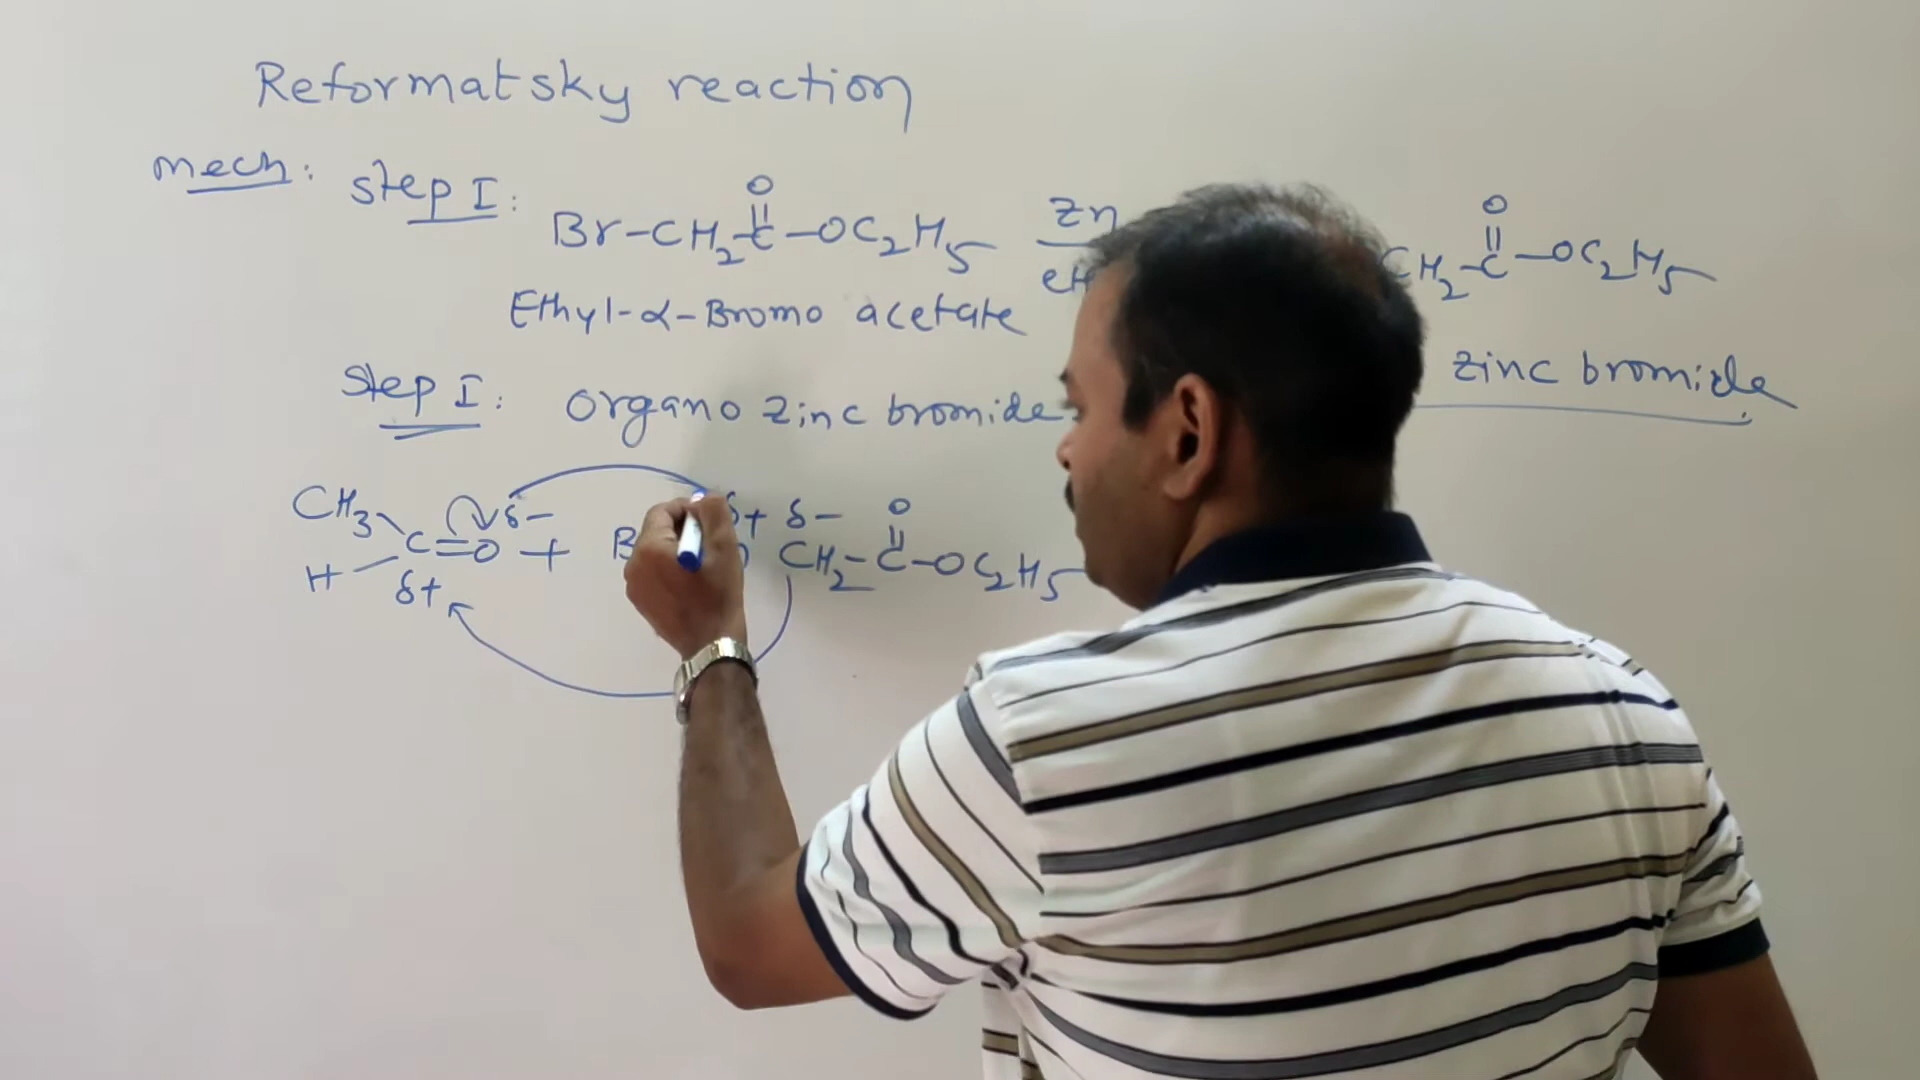 Reformatsky reaction
mech: step I:
O
||
Br-CH2-C-OC2H5 Zn
Ethyl-α-Bromo acetate
O
||
CH2-C-OC2H5
zinc bromide
Step I: Organo zinc bromide
CH3 δ- δ+ δ- O
C=O + B CH2-C-OC2H5
H δ+